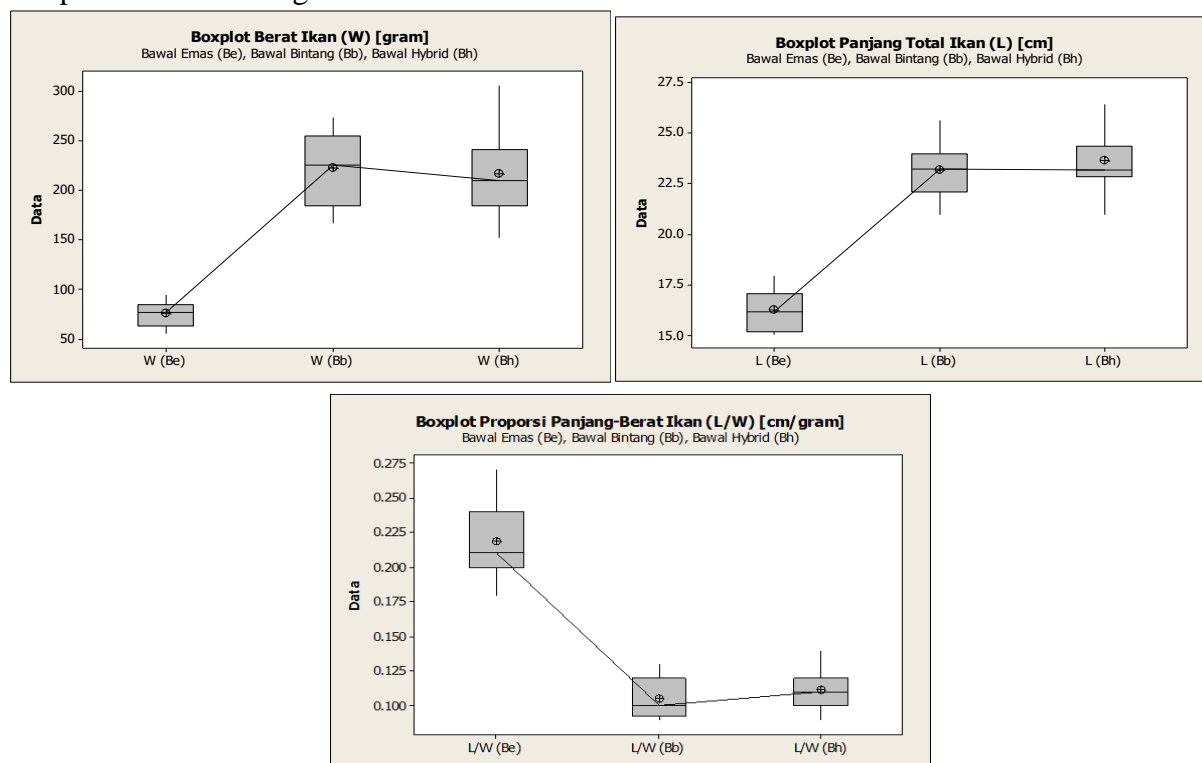 Boxplot Berat Ikan (W) [gram]
Bawal Emas (Be), Bawal Bintang (Bb), Bawal Hybrid (Bh)
300
250
200
150
100
50
Data
W (Be)
W (Bb)
W (Bh)
Boxplot Panjang Total Ikan (L) [cm]
Bawal Emas (Be), Bawal Bintang (Bb), Bawal Hybrid (Bh)
27.5
25.0
22.5
20.0
17.5
15.0
Data
L (Be)
L (Bb)
L (Bh)
Boxplot Proporsi Panjang-Berat Ikan (L/W) [cm/gram]
Bawal Emas (Be), Bawal Bintang (Bb), Bawal Hybrid (Bh)
0.275
0.250
0.225
0.200
0.175
0.150
0.125
0.100
Data
L/W (Be)
L/W (Bb)
L/W (Bh)